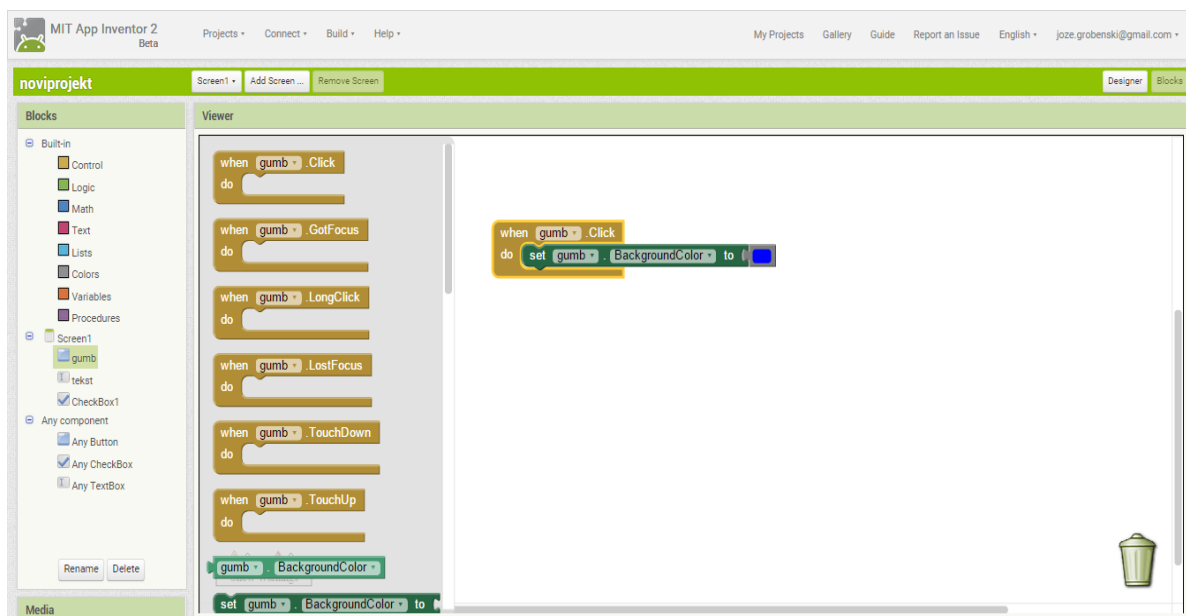 MIT App Inventor 2
Beta
Projects Connect Build Help
My Projects Gallery Guide Report an Issue English joze.grobenski@gmail.com
noviprojekt
Screen1 Add Screen ... Remove Screen
Designer Blocks
Blocks
Viewer
Built-in
Control
Logic
Math
Text
Lists
Colors
Variables
Procedures
Screen1
gumb
tekst
CheckBox1
Any component
Any Button
Any CheckBox
Any TextBox
Rename Delete
Media
when gumb .Click
do
when gumb .GotFocus
do
when gumb .LongClick
do
when gumb .LostFocus
do
when gumb .TouchDown
do
when gumb .TouchUp
do
gumb . BackgroundColor
set gumb . BackgroundColor to
when gumb .Click
do set gumb . BackgroundColor to